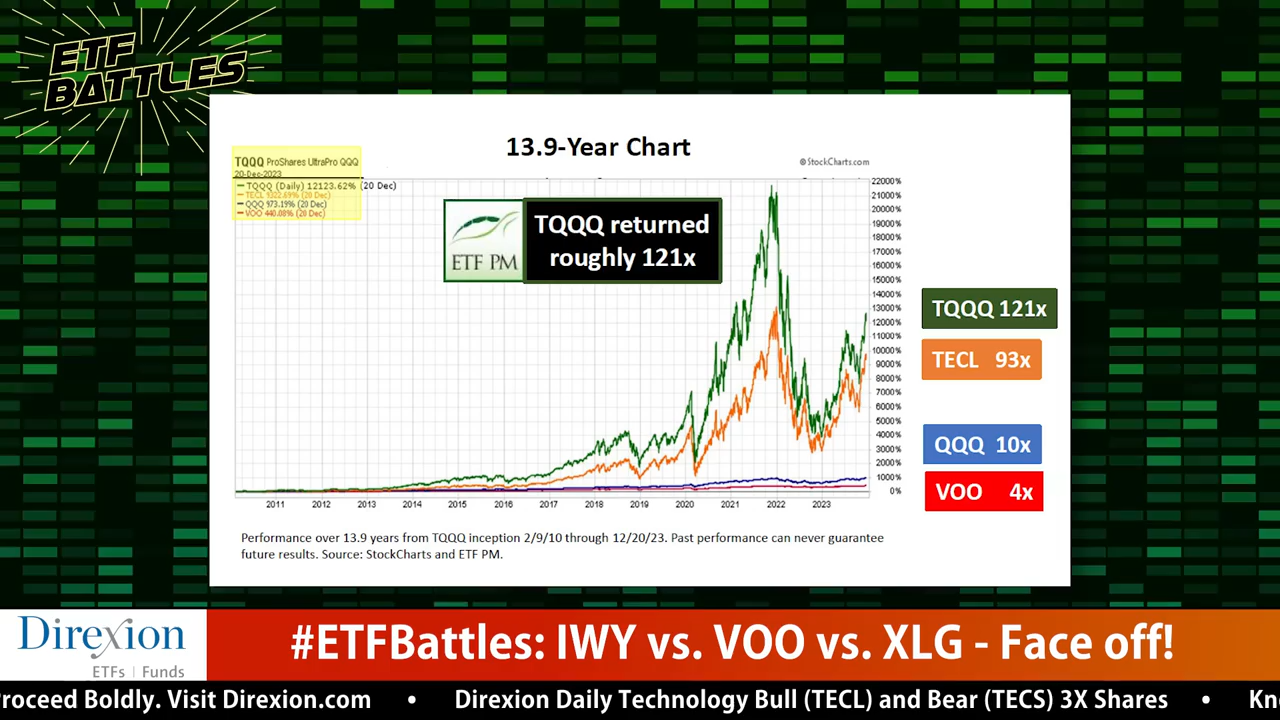 ETF
BATTLES
13.9-Year Chart
TQQQ ProShares UltraPro QQQ
20-Dec-2023
@StockCharts.com
TQQQ (Daily) 12123.62% (20 Dec)
TECL 9322.69% (20 Dec)
QQQ 973.19% (20 Dec)
VOO 440.08% (20 Dec)
ETF PM
TQQQ returned
roughly 121x
22000%
21000%
20000%
19000%
18000%
17000%
16000%
15000%
14000%
13000%
12000%
11000%
10000%
9000%
8000%
7000%
6000%
5000%
4000%
3000%
2000%
1000%
0%
2011 2012 2013 2014 2015 2016 2017 2018 2019 2020 2021 2022 2023
TQQQ 121x
TECL 93x
QQQ 10x
VOO 4x
Performance over 13.9 years from TQQQ inception 2/9/10 through 12/20/23. Past performance can never guarantee
future results. Source: StockCharts and ETF PM.
Direxion
ETFs | Funds
#ETFBattles: IWY vs. VOO vs. XLG - Face off!
Proceed Boldly. Visit Direxion.com • Direxion Daily Technology Bull (TECL) and Bear (TECS) 3X Shares • Kn